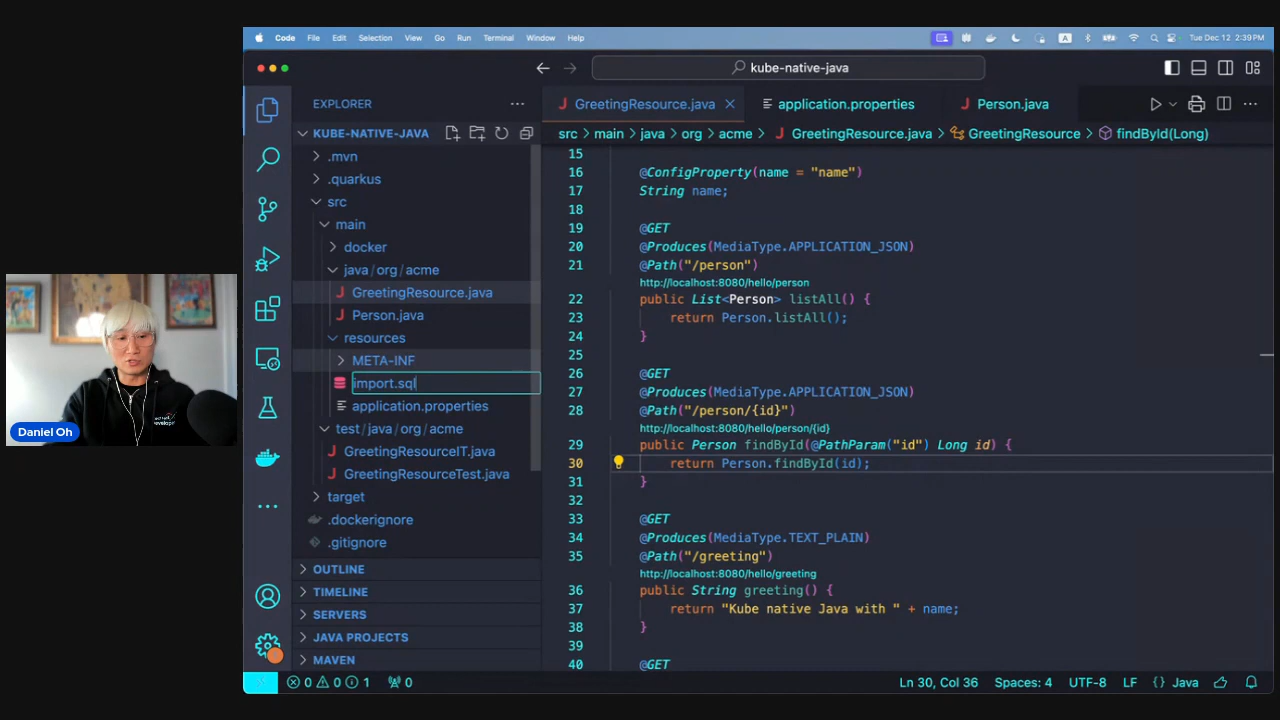 Code File Edit Selection View Go Run Terminal Window Help
A Tue Dec 12 2:39 PM
kube-native-java
EXPLORER
GreetingResource.java
application.properties
Person.java
KUBE-NATIVE-JAVA
src > main > java > org > acme > GreetingResource.java > GreetingResource > findById(Long)
.mvn
.quarkus
src
main
docker
java/org/acme
GreetingResource.java
Person.java
resources
META-INF
import.sql
application.properties
test/java/org/acme
GreetingResourceIT.java
GreetingResourceTest.java
target
.dockerignore
.gitignore
OUTLINE
TIMELINE
SERVERS
JAVA PROJECTS
MAVEN
15
16 @ConfigProperty(name = "name")
17 String name;
18
19 @GET
20 @Produces(MediaType.APPLICATION_JSON)
21 @Path("/person")
http://localhost:8080/hello/person
22 public List<Person> listAll() {
23 return Person.listAll();
24 }
25
26 @GET
27 @Produces(MediaType.APPLICATION_JSON)
28 @Path("/person/{id}")
http://localhost:8080/hello/person/{id}
29 public Person findById(@PathParam("id") Long id) {
30 return Person.findById(id);
31 }
32
33 @GET
34 @Produces(MediaType.TEXT_PLAIN)
35 @Path("/greeting")
http://localhost:8080/hello/greeting
36 public String greeting() {
37 return "Kube native Java with " + name;
38 }
39
40 @GET
Daniel Oh
0 0 1 0
Ln 30, Col 36 Spaces: 4 UTF-8 LF {} Java